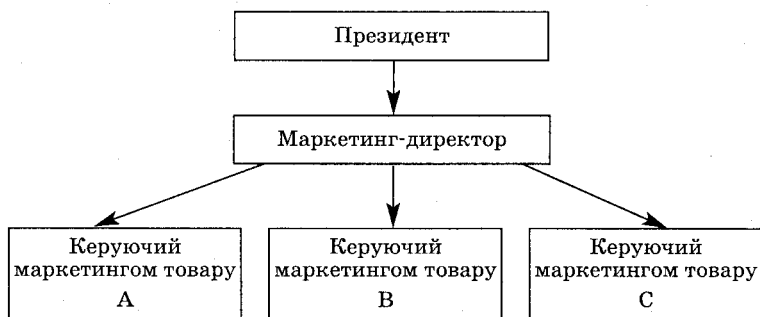 Президент
Маркетинг-директор
Керуючий
маркетингом товару
А
Керуючий
маркетингом товару
В
Керуючий
маркетингом товару
С